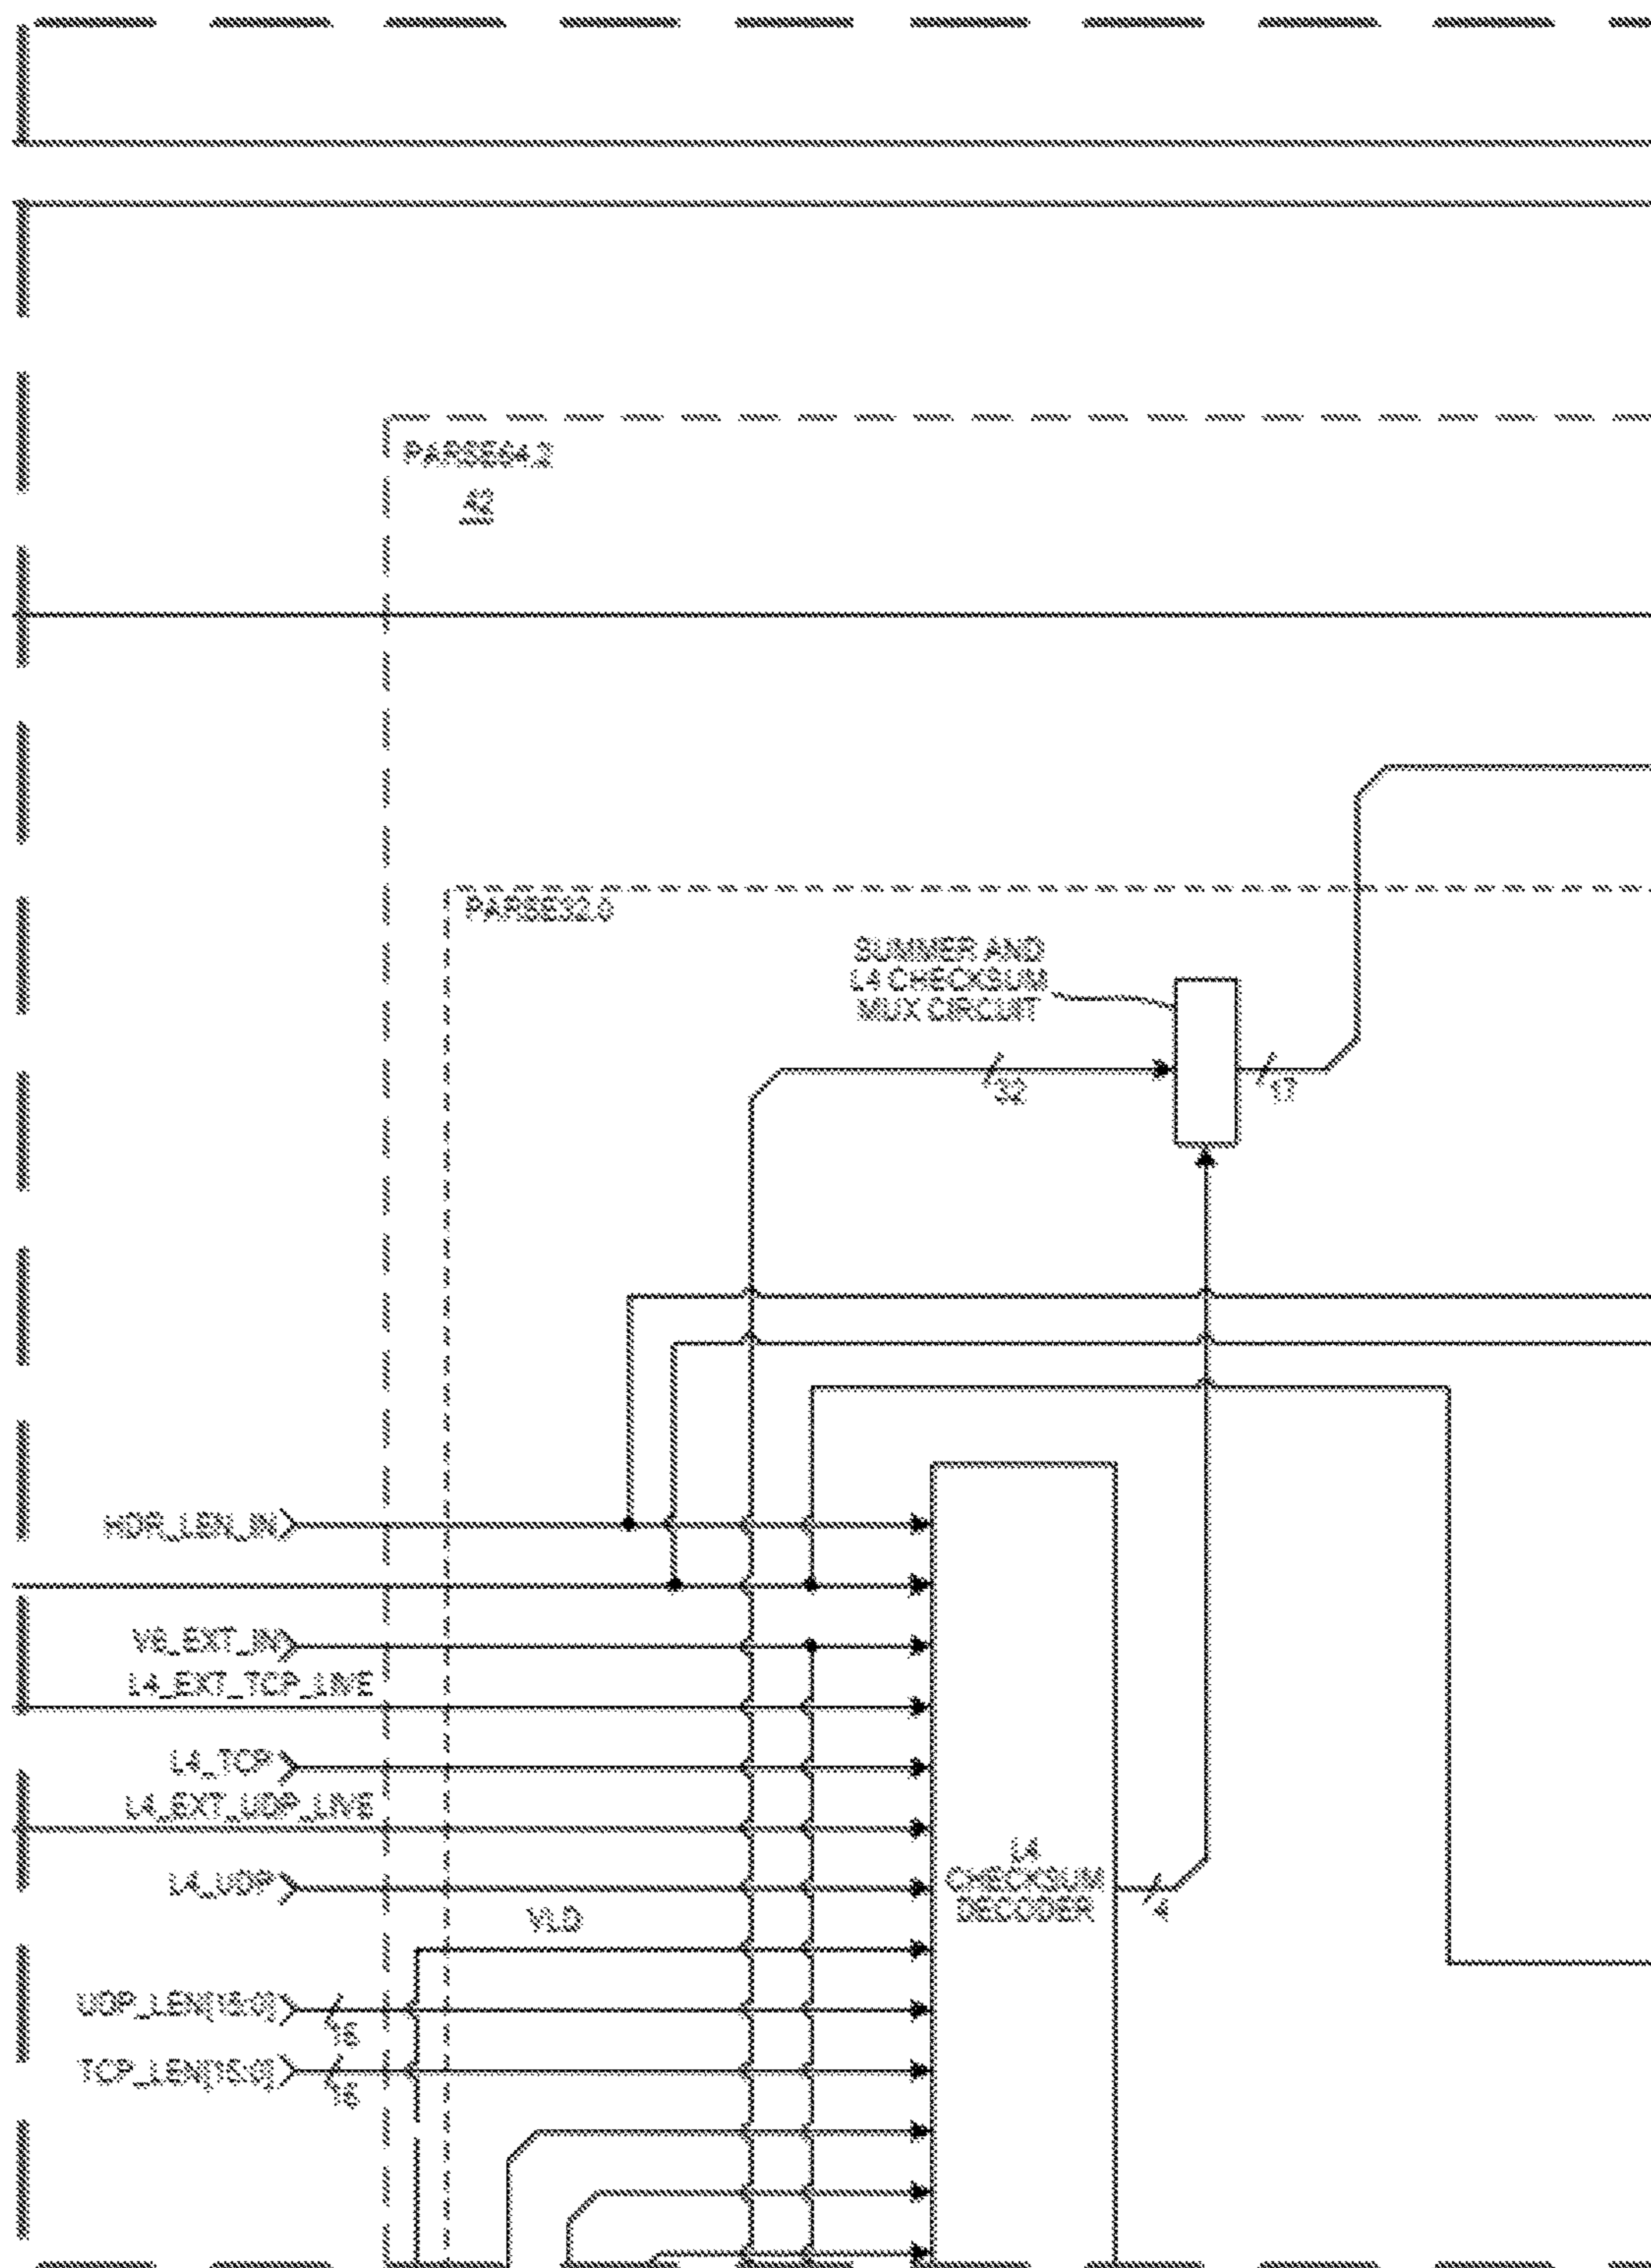 PARSE64.2
42
PARSE32.0
SUMMER AND
L4 CHECKSUM
MUX CIRCUIT
32
17
HDR_LEN_IN
V6_EXT_IN
L4_EXT_TCP_LIVE
L4_TCP
L4_EXT_UDP_LIVE
L4_UDP
L4
CHECKSUM
DECODER
4
VLD
UDP_LEN[15:0]
16
TCP_LEN[15:0]
16